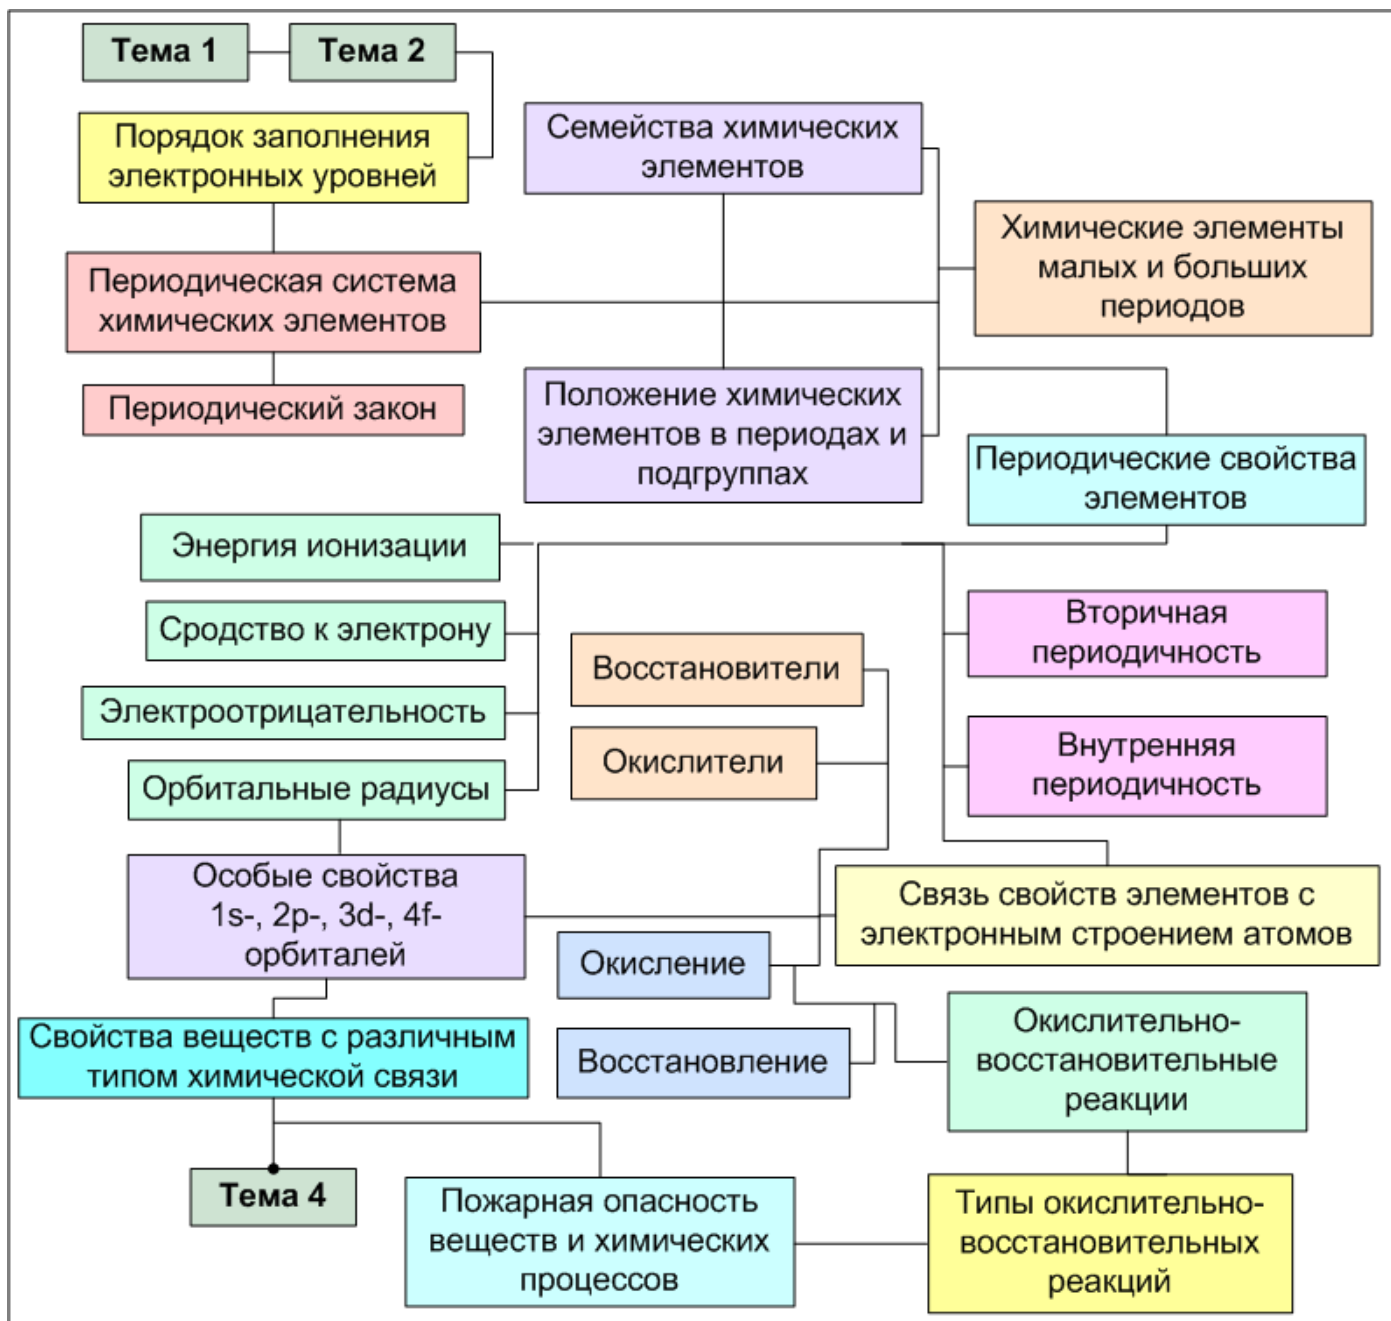 Тема 1
Тема 2
Порядок заполнения
электронных уровней
Семейства химических
элементов
Химические элементы
малых и больших
периодов
Периодическая система
химических элементов
Периодический закон
Положение химических
элементов в периодах и
подгруппах
Периодические свойства
элементов
Энергия ионизации
Сродство к электрону
Электроотрицательность
Орбитальные радиусы
Восстановители
Окислители
Вторичная
периодичность
Внутренняя
периодичность
Особые свойства
1s-, 2p-, 3d-, 4f-
орбиталей
Связь свойств элементов с
электронным строением атомов
Окисление
Восстановление
Окислительно-
восстановительные
реакции
Свойства веществ с различным
типом химической связи
Тема 4
Пожарная опасность
веществ и химических
процессов
Типы окислительно-
восстановительных
реакций